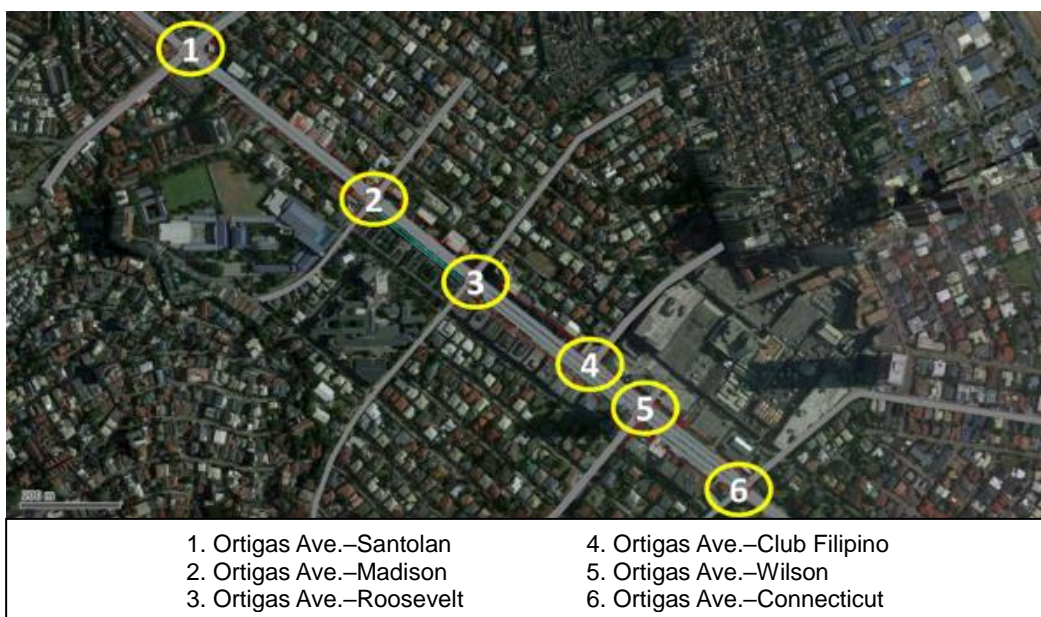 1
2
3
4
5
6
1. Ortigas Ave.–Santolan
2. Ortigas Ave.–Madison
3. Ortigas Ave.–Roosevelt
4. Ortigas Ave.–Club Filipino
5. Ortigas Ave.–Wilson
6. Ortigas Ave.–Connecticut